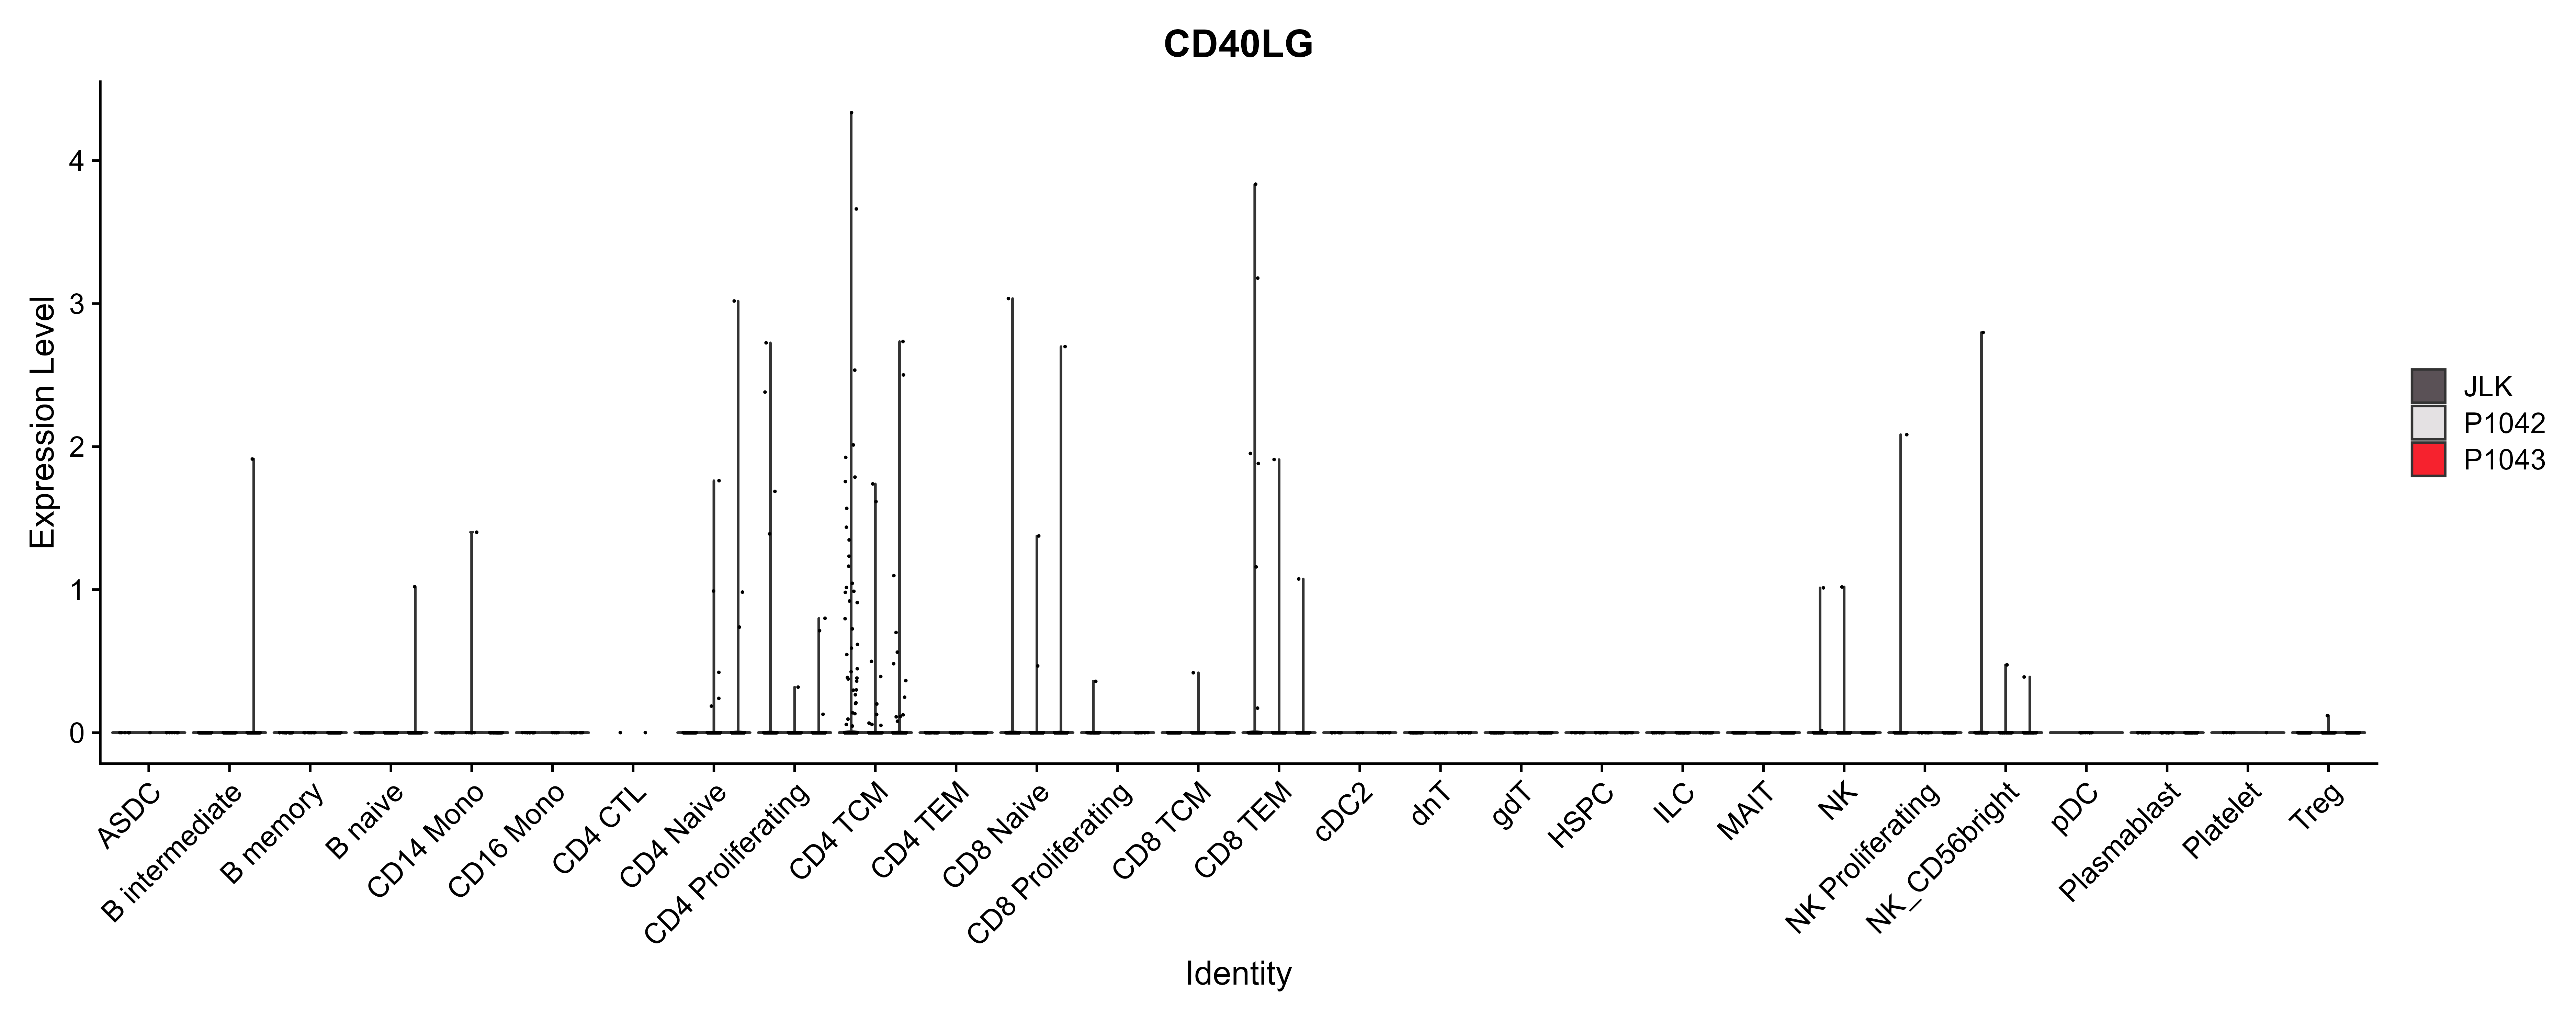 CD40LG
Expression Level
4
3
2
1
0
ASDC
B intermediate
B memory
B naive
CD14 Mono
CD16 Mono
CD4 CTL
CD4 Naive
CD4 Proliferating
CD4 TCM
CD4 TEM
CD8 Naive
CD8 Proliferating
CD8 TCM
CD8 TEM
cDC2
dnT
gdT
HSPC
ILC
MAIT
NK
NK Proliferating
NK_CD56bright
pDC
Plasmablast
Platelet
Treg
Identity
JLK
P1042
P1043